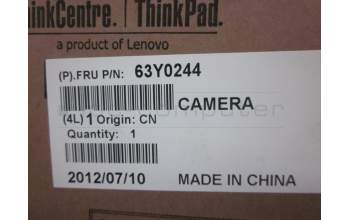 inkCentre. ThinkPad.
a product of Lenovo
(P).FRU P/N: 63Y0244
CAMERA
(4L) 1 Origin: CN
Quantity: 1
2012/07/10 MADE IN CHINA